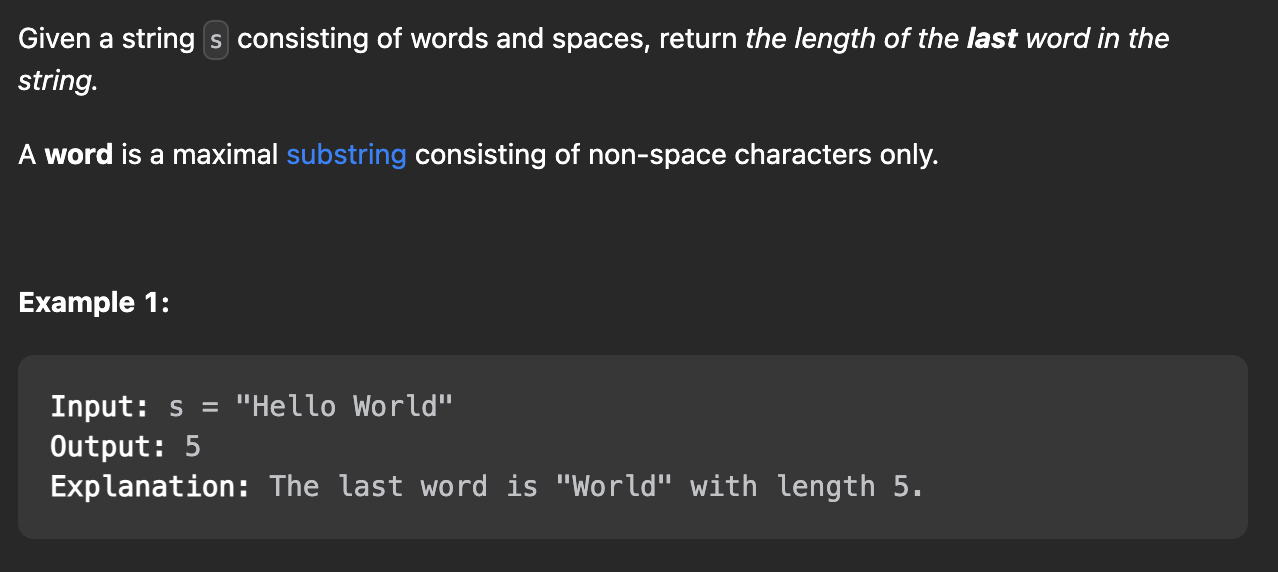 Given a string s consisting of words and spaces, return the length of the last word in the
string.
A word is a maximal substring consisting of non-space characters only.
Example 1:
Input: s = "Hello World"
Output: 5
Explanation: The last word is "World" with length 5.